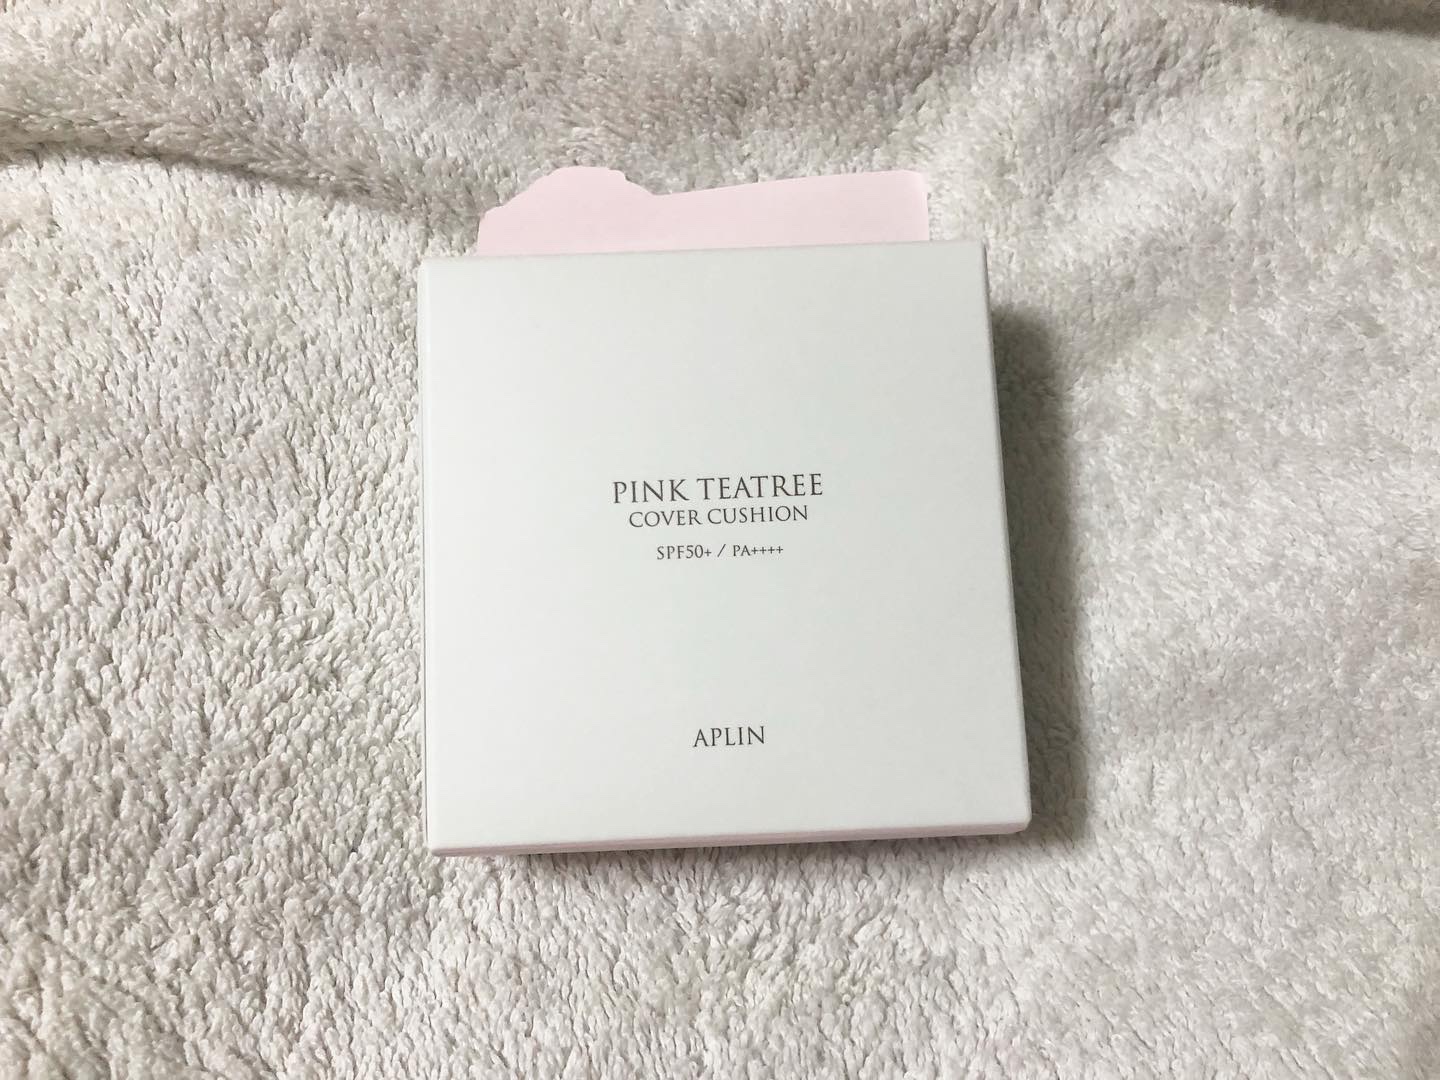 PINK TEATREE
COVER CUSHION
SPF50+ / PA++++
APLIN